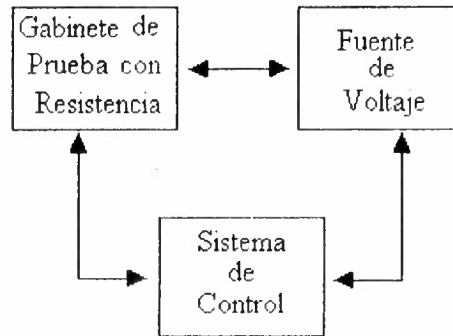 Gabinete de
Prueba con
Resistencia
Fuente
de
Voltaje
Sistema
de
Control